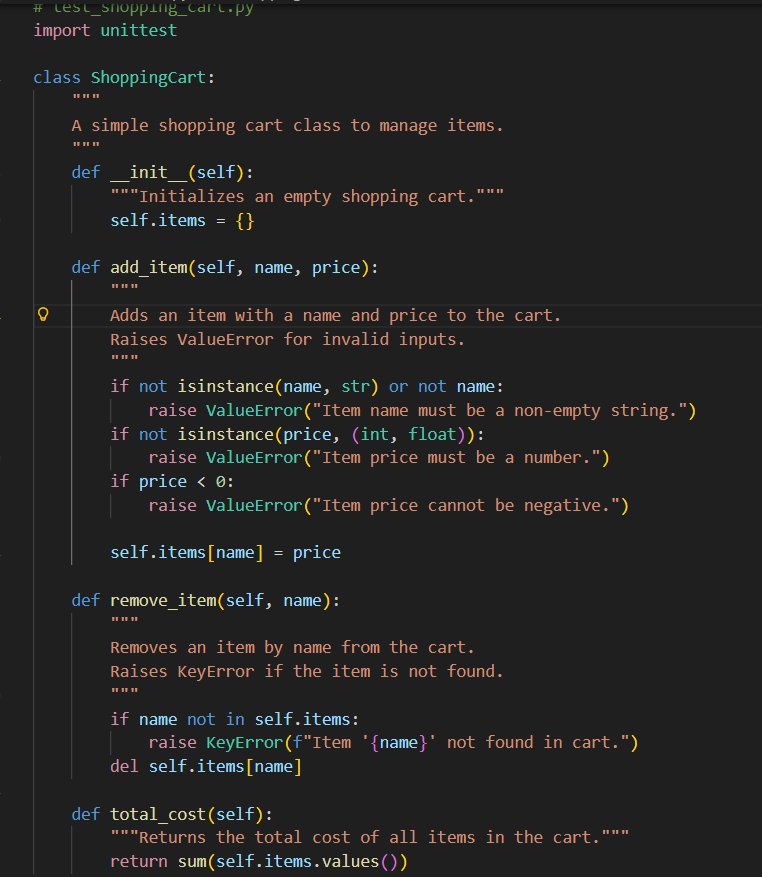 # test_shopping_cart.py
import unittest
class ShoppingCart:
    """
    A simple shopping cart class to manage items.
    """
    def __init__(self):
        """Initializes an empty shopping cart."""
        self.items = {}
    def add_item(self, name, price):
        """
        Adds an item with a name and price to the cart.
        Raises ValueError for invalid inputs.
        """
        if not isinstance(name, str) or not name:
            raise ValueError("Item name must be a non-empty string.")
        if not isinstance(price, (int, float)):
            raise ValueError("Item price must be a number.")
        if price < 0:
            raise ValueError("Item price cannot be negative.")
        self.items[name] = price
    def remove_item(self, name):
        """
        Removes an item by name from the cart.
        Raises KeyError if the item is not found.
        """
        if name not in self.items:
            raise KeyError(f"Item '{name}' not found in cart.")
        del self.items[name]
    def total_cost(self):
        """Returns the total cost of all items in the cart."""
        return sum(self.items.values())